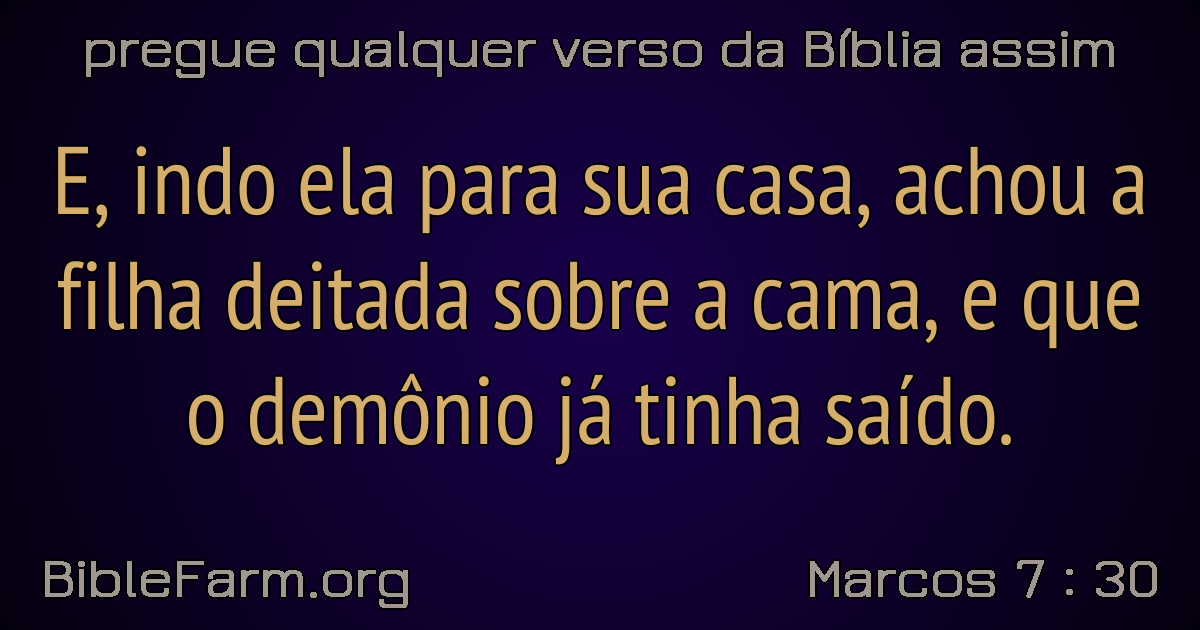 pregue qualquer verso da Bíblia assim
E, indo ela para sua casa, achou a
filha deitada sobre a cama, e que
o demônio já tinha saído.
BibleFarm.org
Marcos 7 : 30